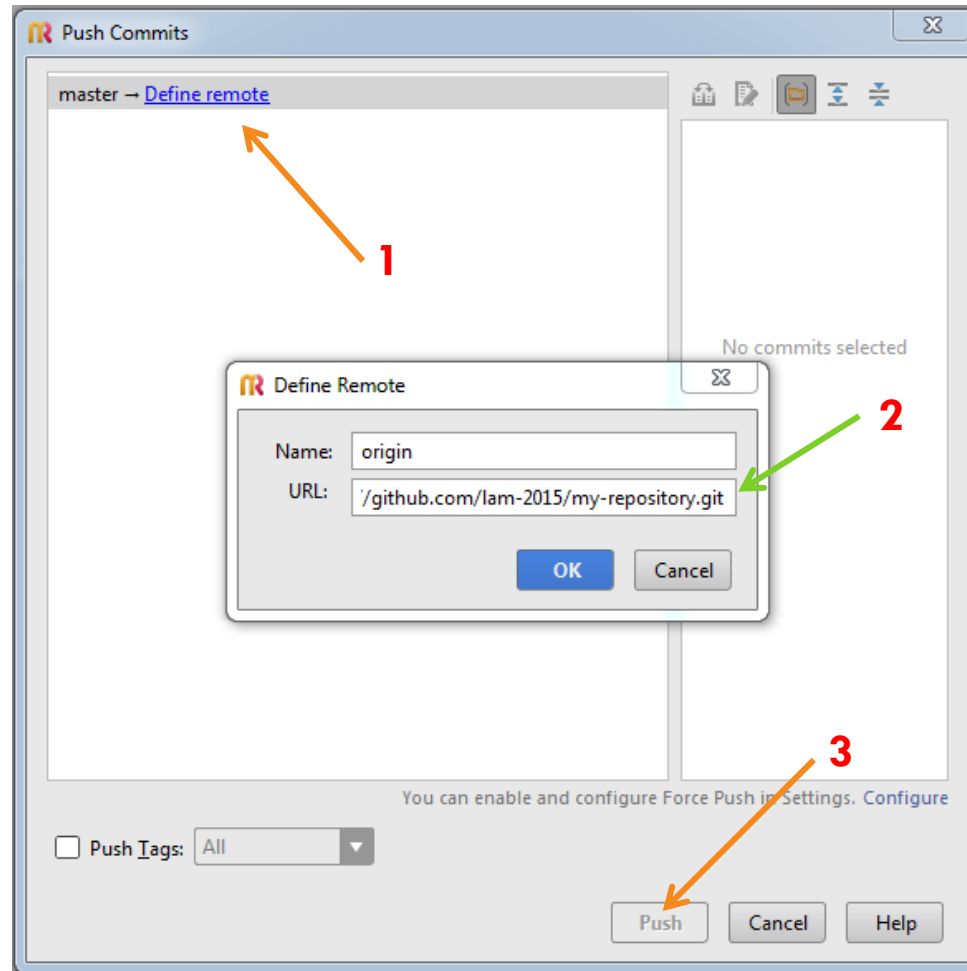 Push Commits
master → Define remote
1
No commits selected
Define Remote
2
Name: origin
URL: /github.com/lam-2015/my-repository.git
OK Cancel
3
You can enable and configure Force Push in Settings. Configure
Push Tags: All
Push Cancel Help